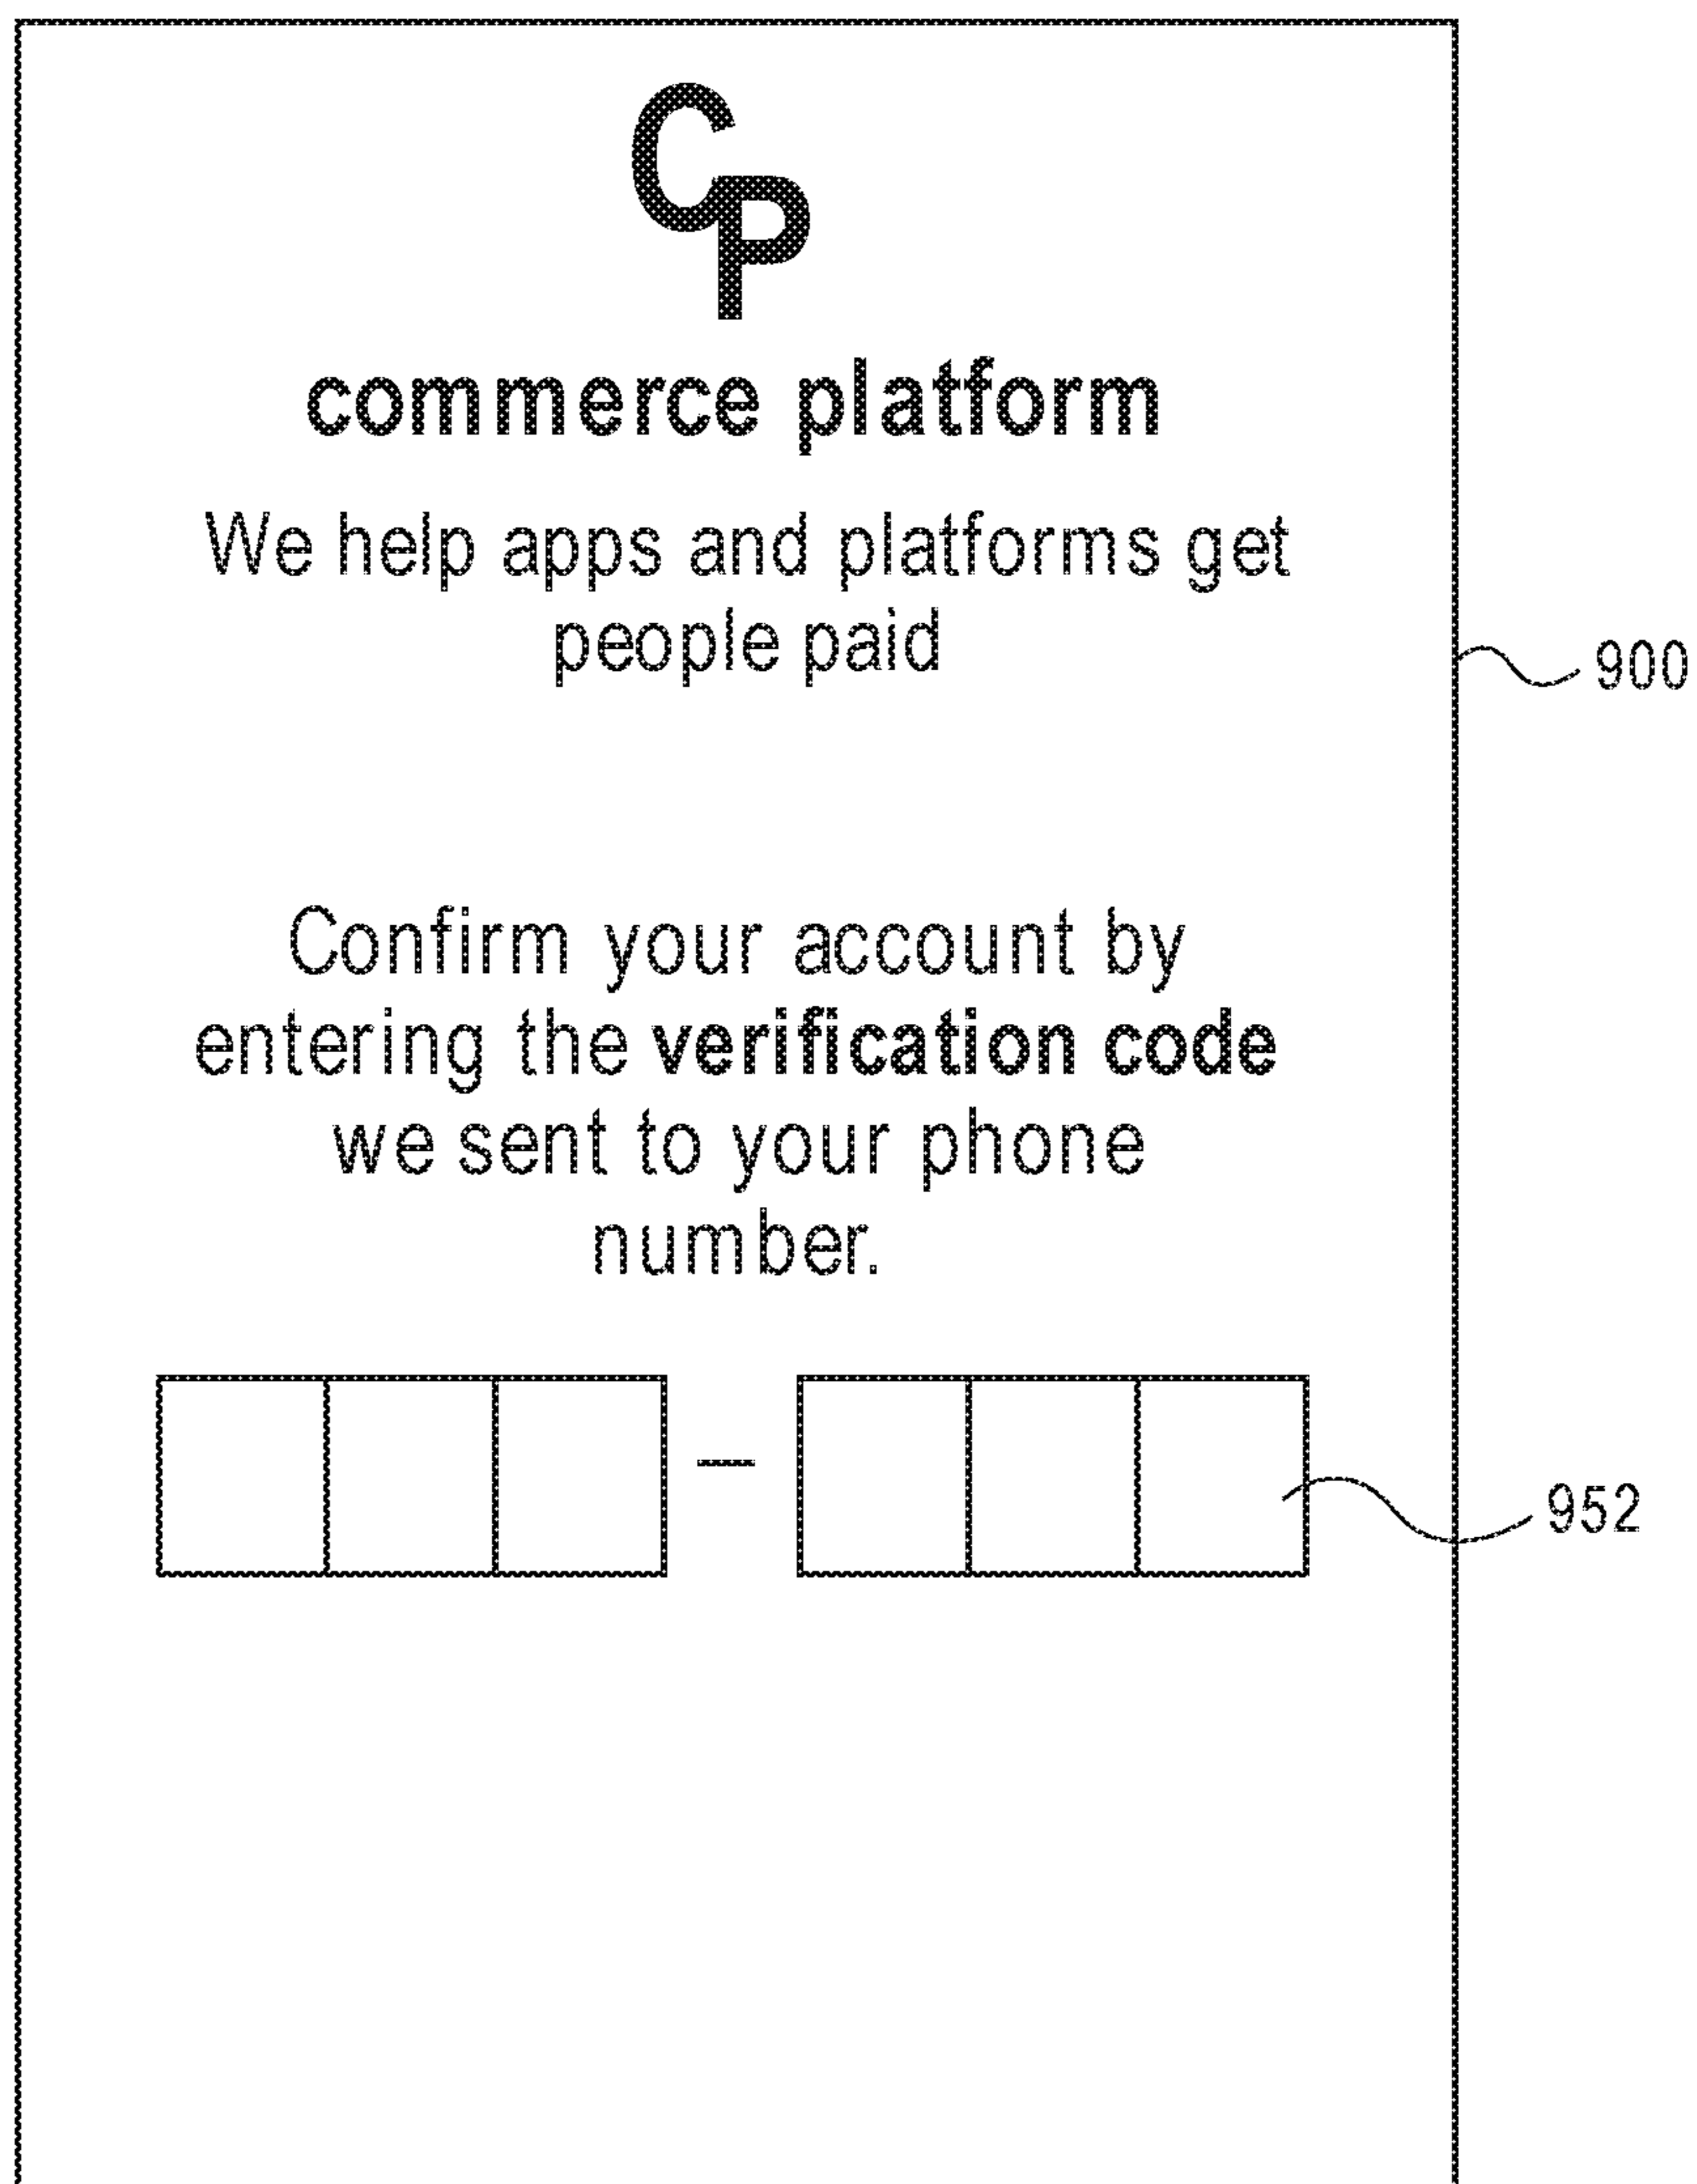 CP
commerce platform
We help apps and platforms get
people paid
900
Confirm your account by
entering the verification code
we sent to your phone
number.
–
952